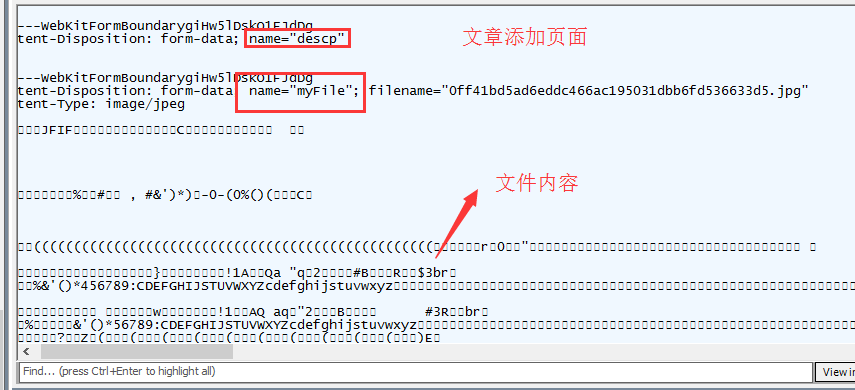 ---WebKitFormBoundarygiHw5lDskO1FJdDg
tent-Disposition: form-data; name="descp"
文章添加页面
---WebKitFormBoundarygiHw5lDskO1FJdDg
tent-Disposition: form-data; name="myFile"; filename="0ff41bd5ad6eddc466ac195031dbb6fd536633d5.jpg"
tent-Type: image/jpeg
JFIF C
% # , #&')*) -0-(0%()( C
文件内容
((((((((((((((((((((((((((((((((((((((((((((((((((( r O "
} !1A Qa "q 2 #B R $3br
%&'()*456789:CDEFGHIJSTUVWXYZcdefghijstuvwxyz
w !1 AQ aq "2 B #3R br
% &'()*56789:CDEFGHIJSTUVWXYZcdefghijstuvwxyz
? Z ( ( ( ( ( ( ( ( )E
Find... (press Ctrl+Enter to highlight all)
View in